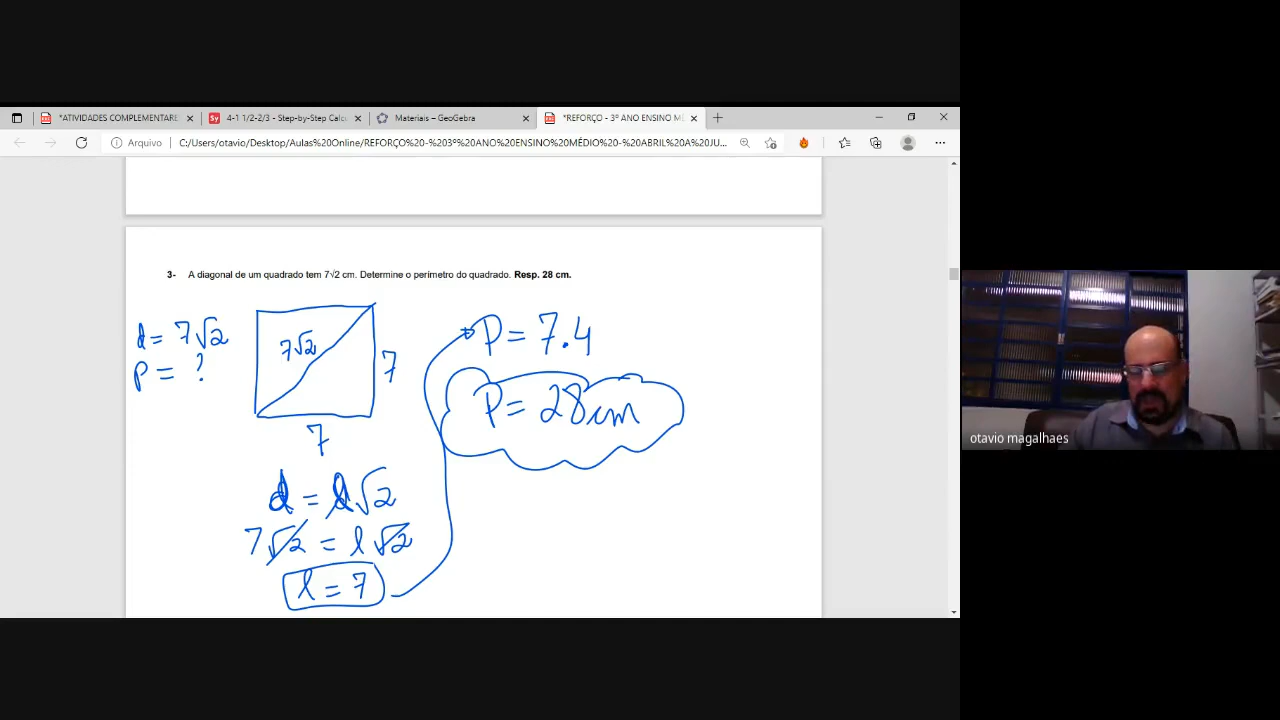 *ATIVIDADES COMPLEMENTARE
4-1 1/2-2/3 - Step-by-Step Calcu
Materiais – GeoGebra
*REFORÇO - 3º ANO ENSINO MÉ
Arquivo
C:/Users/otavio/Desktop/Aulas%20Online/REFORÇO%20-%203º%20ANO%20ENSINO%20MÉDIO%20-%20ABRIL%20A%20JU...
3- A diagonal de um quadrado tem 7√2 cm. Determine o perímetro do quadrado. Resp. 28 cm.
d = 7√2
P = ?
7√2
7
7
d = l√2
7√2 = l√2
l = 7
P = 7.4
P = 28cm
otavio magalhaes